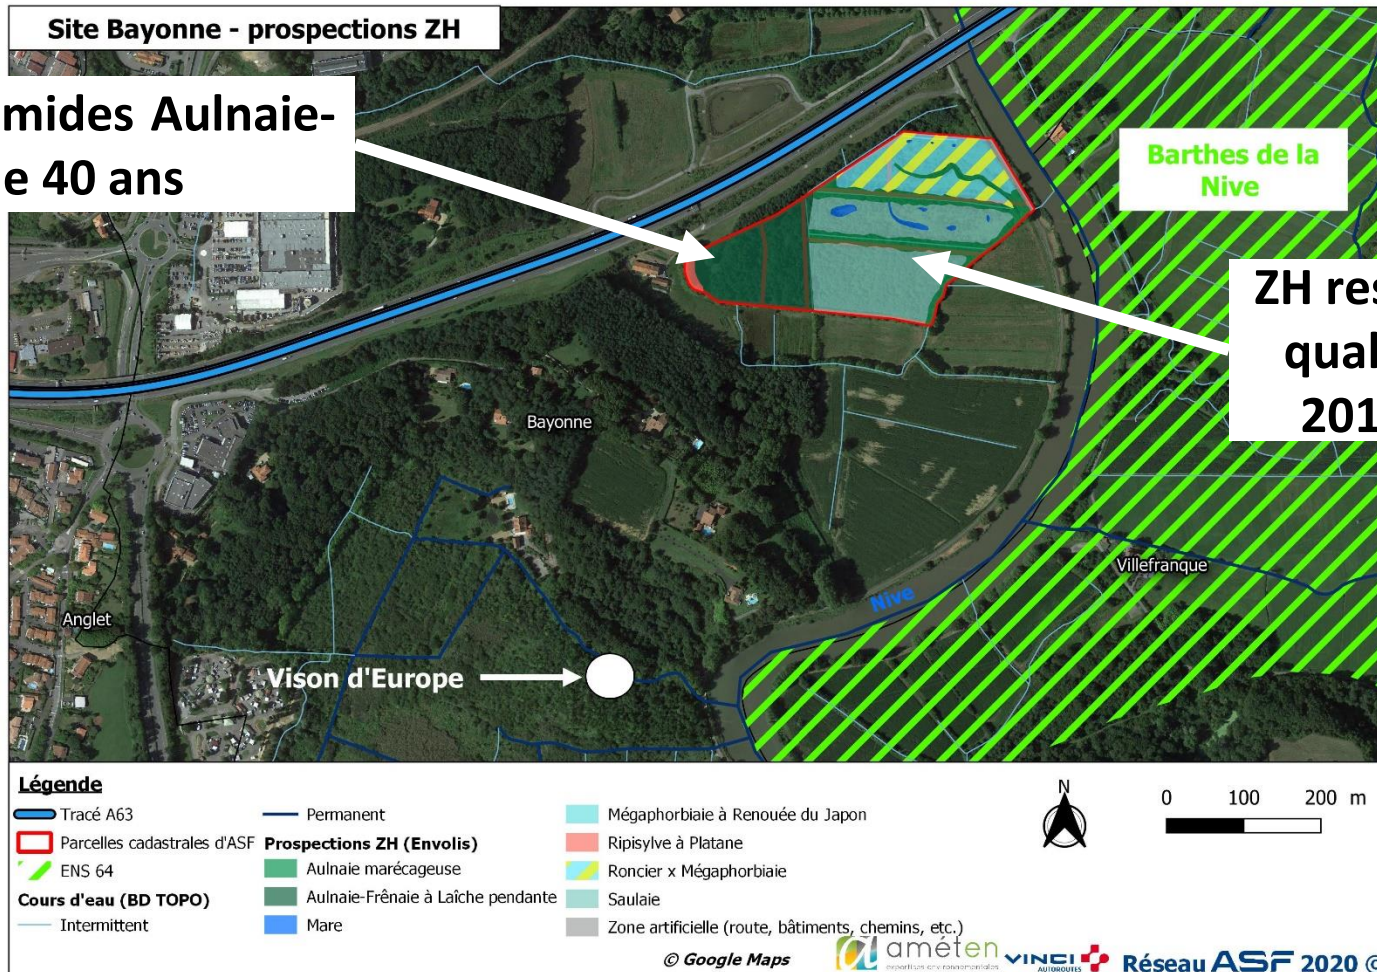 Site Bayonne - prospections ZH
mides Aulnaie-
e 40 ans
Barthes de la
Nive
ZH res
qual
201
Bayonne
Villefranque
Nive
Anglet
Vison d'Europe
Légende
Tracé A63
Parcelles cadastrales d'ASF
ENS 64
Cours d'eau (BD TOPO)
Intermittent
Permanent
Prospections ZH (Envolis)
Aulnaie marécageuse
Aulnaie-Frênaie à Laîche pendante
Mare
Mégaphorbiaie à Renouée du Japon
Ripisylve à Platane
Roncier x Mégaphorbiaie
Saulaie
Zone artificielle (route, bâtiments, chemins, etc.)
N
0 100 200 m
© Google Maps
améten
expertises environnementales
VINCI
AUTOROUTES
Réseau ASF 2020 ©